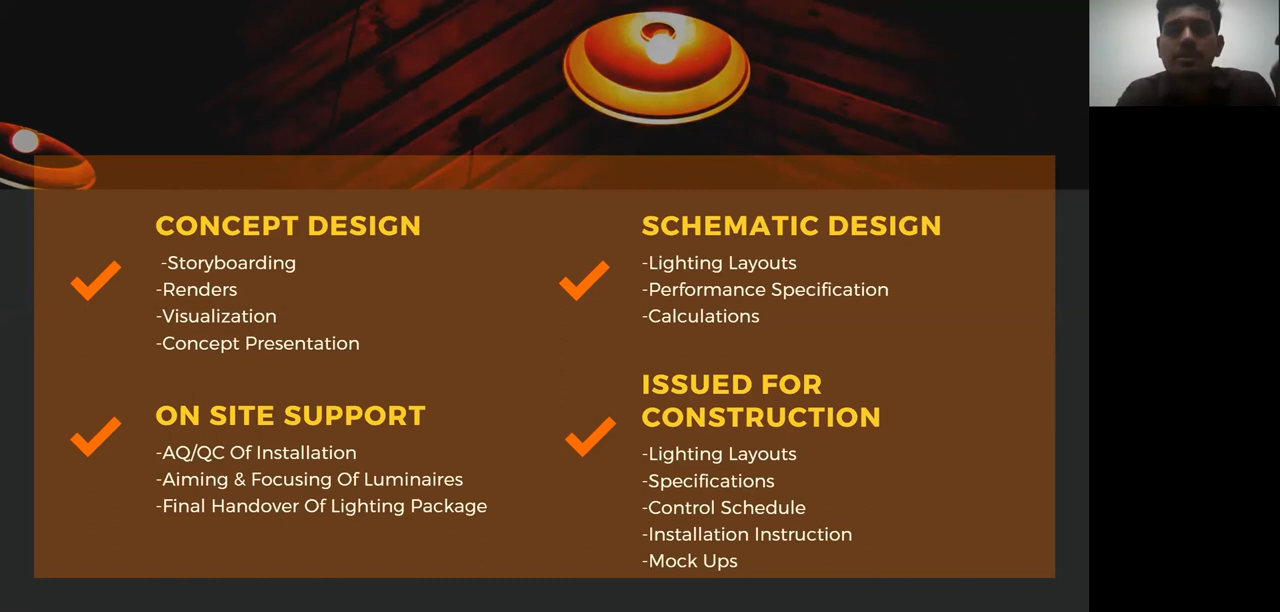 CONCEPT DESIGN
-Storyboarding
-Renders
-Visualization
-Concept Presentation
SCHEMATIC DESIGN
-Lighting Layouts
-Performance Specification
-Calculations
ON SITE SUPPORT
-AQ/QC Of Installation
-Aiming & Focusing Of Luminaires
-Final Handover Of Lighting Package
ISSUED FOR
CONSTRUCTION
-Lighting Layouts
-Specifications
-Control Schedule
-Installation Instruction
-Mock Ups